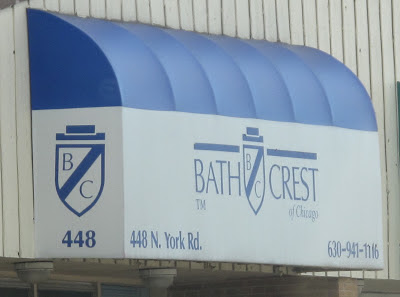 B
C
448
BATH
B
C
CREST
TM
of Chicago
448 N. York Rd.
630-941-1116